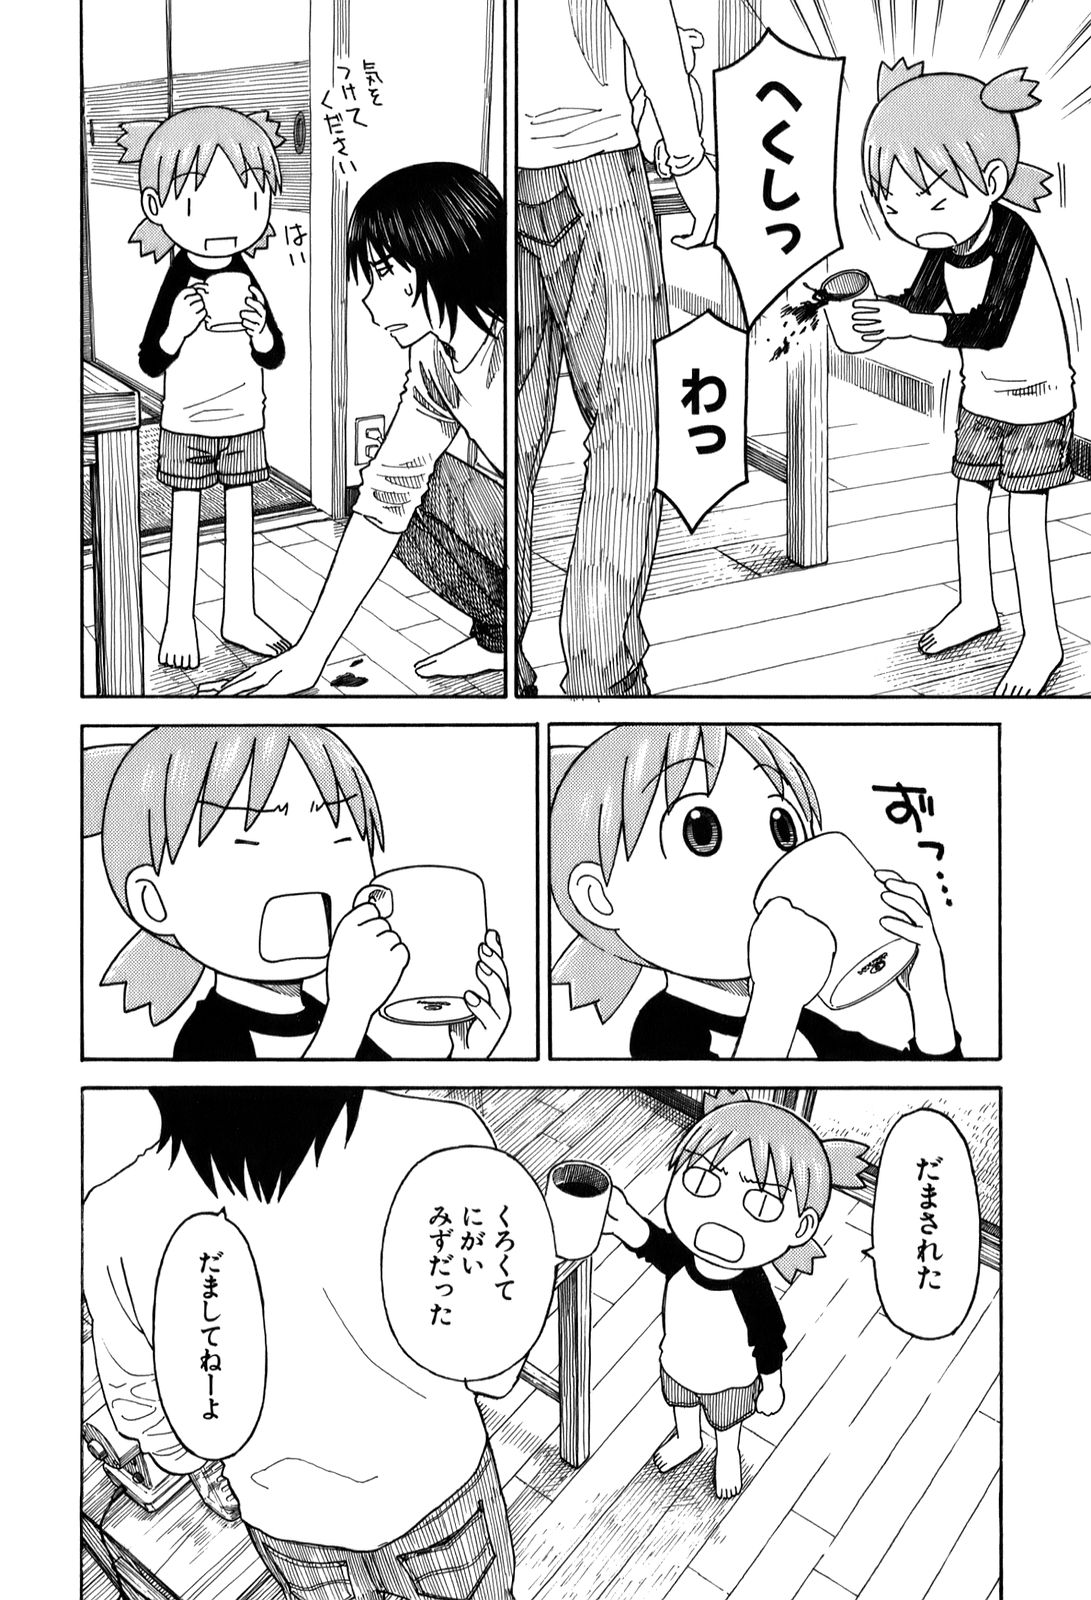 へくしっ
わっ
気を
つけて
ください
はい
ずっ…
だまされた
くろくて
にがい
みずだった
だましてねーよ